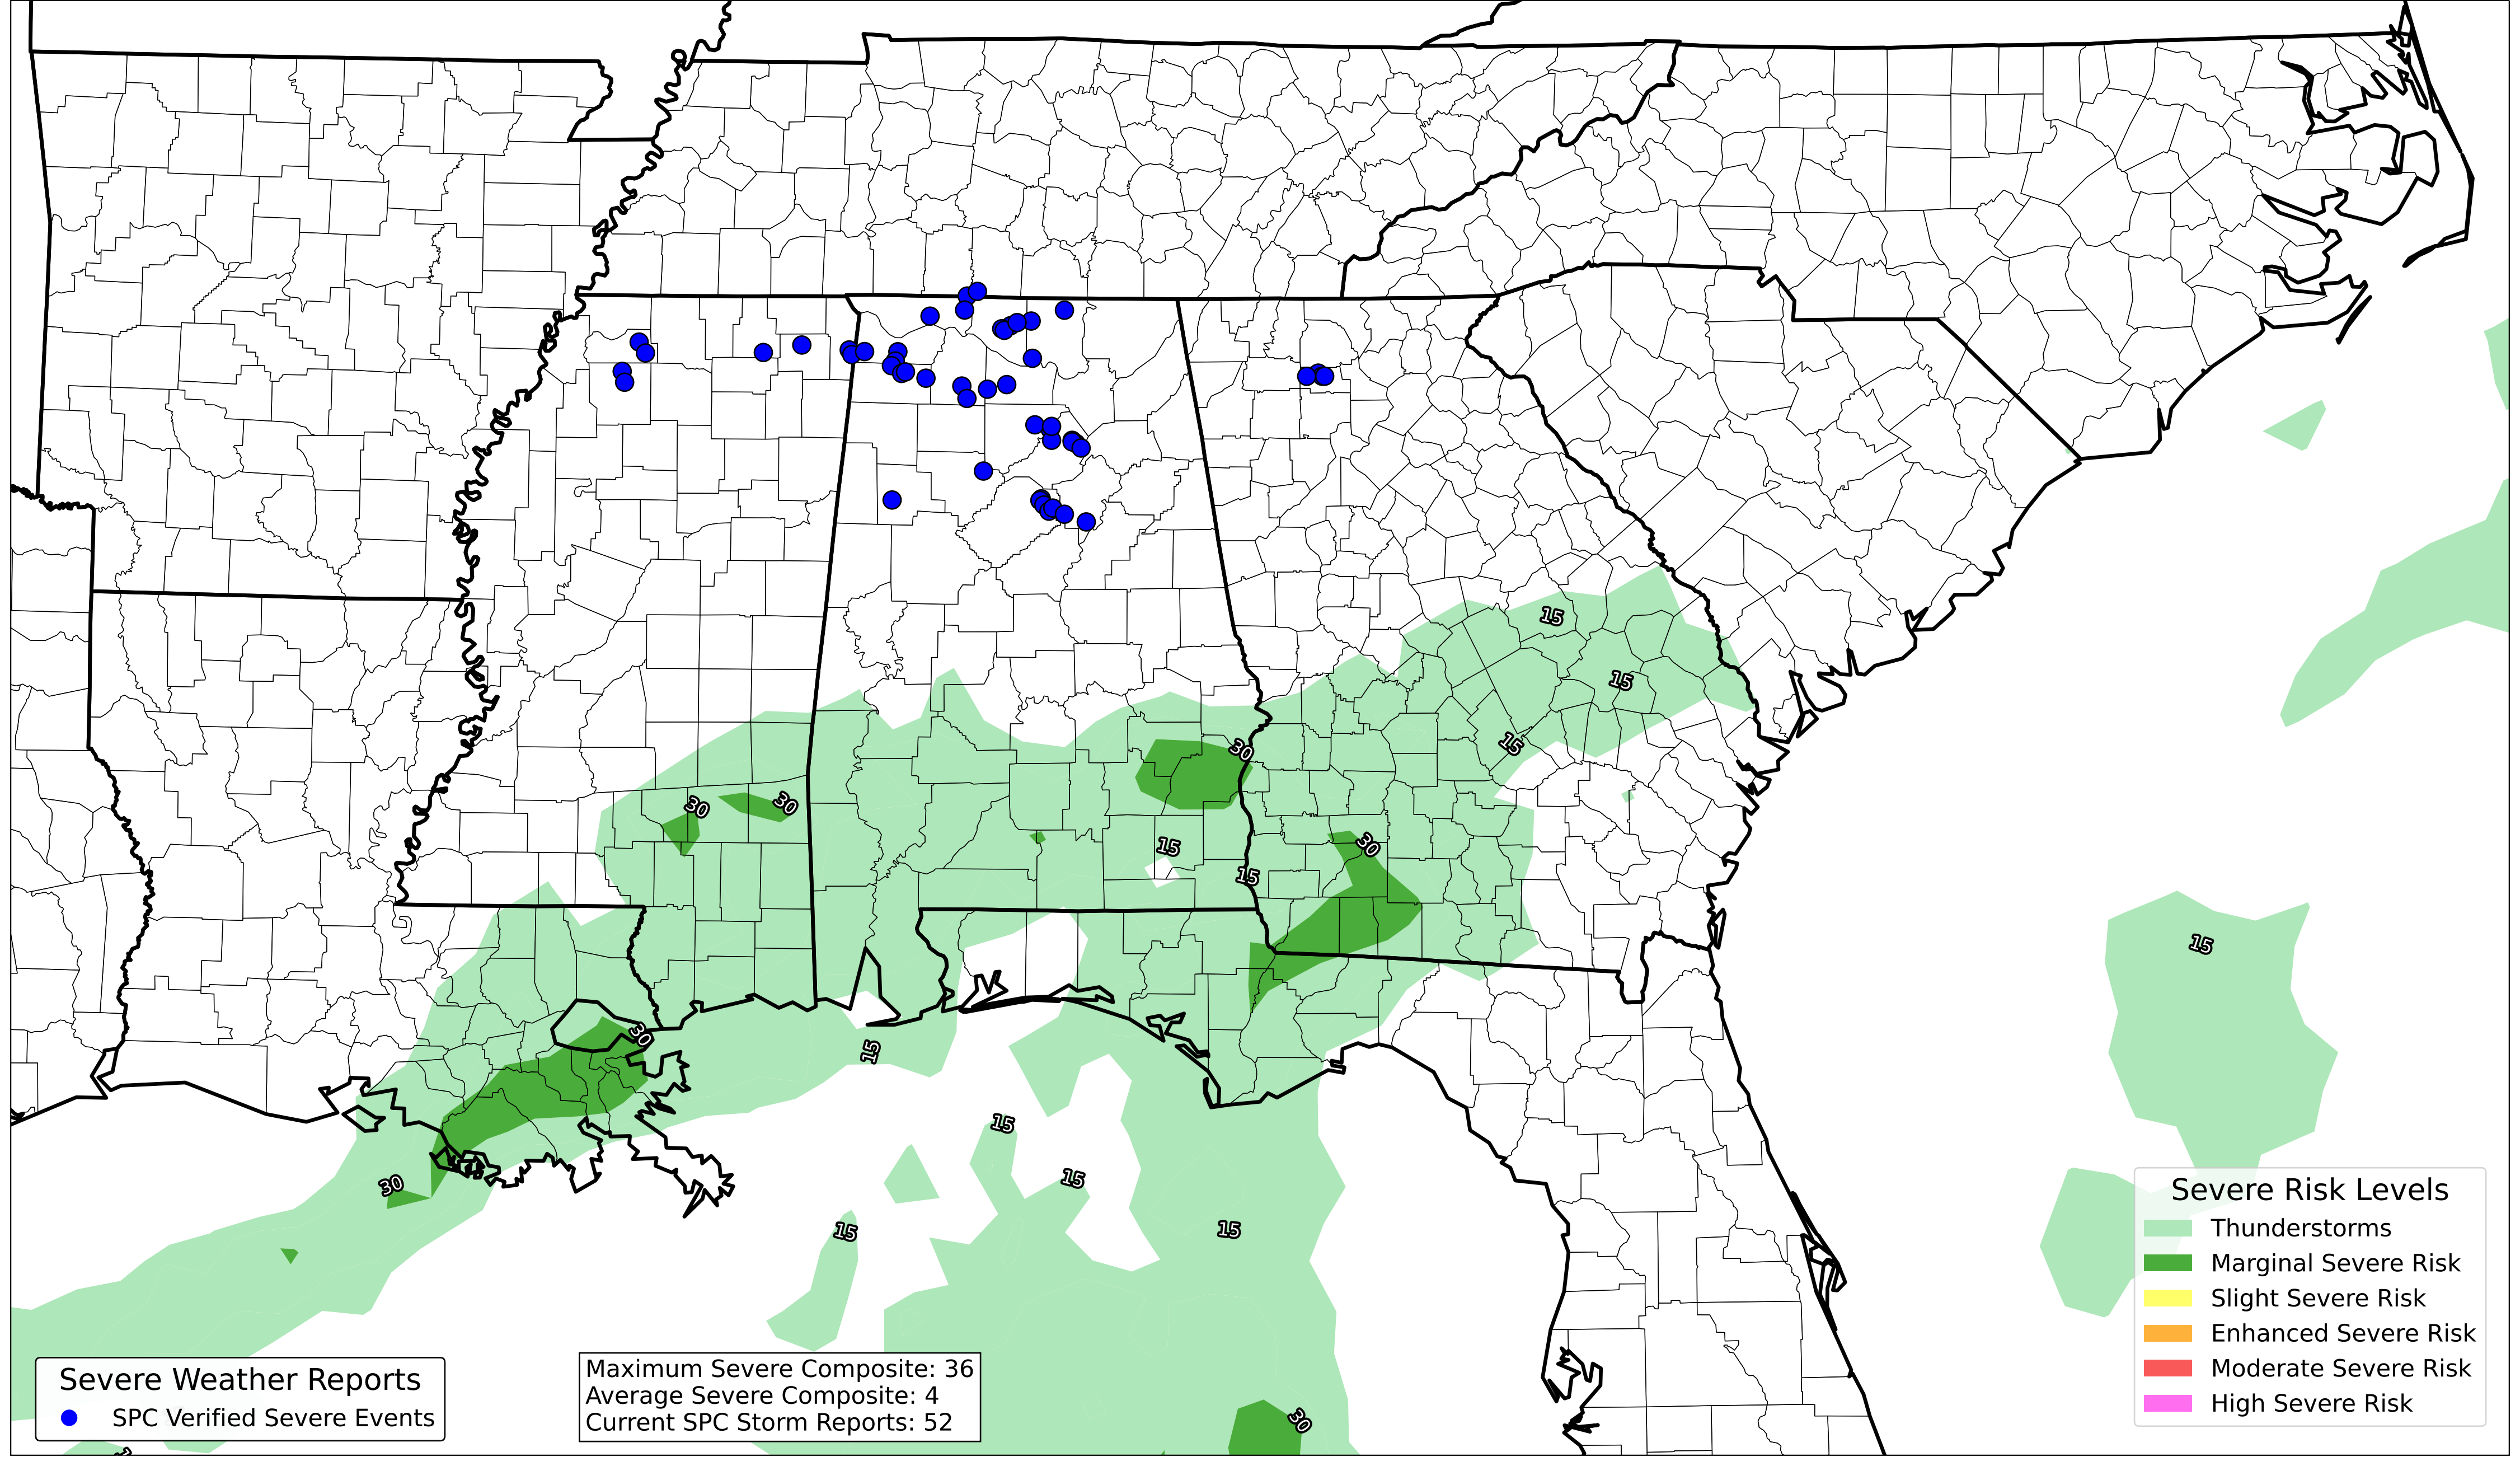 15
15
15
30
30
30
15
30
15
15
30
15
15
15
30
15
15
30
Severe Risk Levels
Thunderstorms
Marginal Severe Risk
Slight Severe Risk
Enhanced Severe Risk
Moderate Severe Risk
High Severe Risk
Severe Weather Reports
SPC Verified Severe Events
Maximum Severe Composite: 36
Average Severe Composite: 4
Current SPC Storm Reports: 52